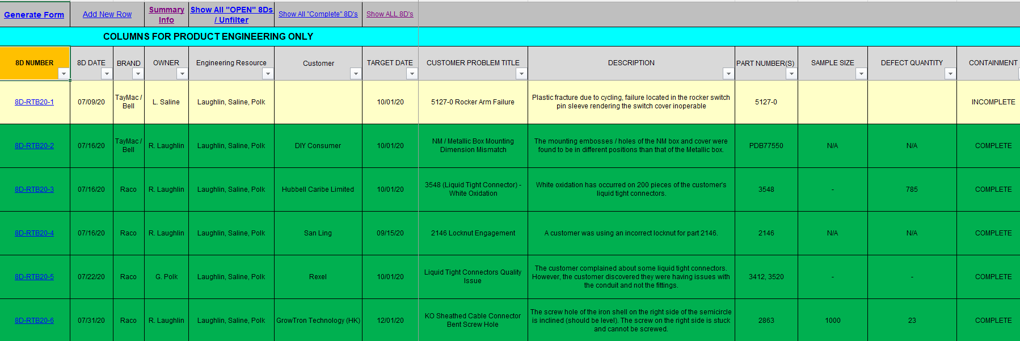 Generate Form
Add New Row
Summary
Info
Show All "OPEN" 8Ds
/ Unfilter
Show All "Complete" 8D's
Show ALL 8D's
COLUMNS FOR PRODUCT ENGINEERING ONLY
8D NUMBER
8D DATE
BRAND
OWNER
Engineering Resource
Customer
TARGET DATE
CUSTOMER PROBLEM TITLE
DESCRIPTION
PART NUMBER(S)
SAMPLE SIZE
DEFECT QUANTITY
CONTAINMENT
8D-RTB20-1
07/09/20
TayMac /
Bell
L. Saline
Laughlin, Saline, Polk
10/01/20
5127-0 Rocker Arm Failure
Plastic fracture due to cycling, failure located in the rocker switch
pin sleeve rendering the switch cover inoperable
5127-0
INCOMPLETE
8D-RTB20-2
07/16/20
TayMac /
Bell
R. Laughlin
Laughlin, Saline, Polk
DIY Consumer
10/01/20
NM / Metallic Box Mounting
Dimension Mismatch
The mounting embosses / holes of the NM box and cover were
found to be in different positions than that of the Metallic box.
PDB77550
N/A
N/A
COMPLETE
8D-RTB20-3
07/16/20
Raco
R. Laughlin
Laughlin, Saline, Polk
Hubbell Caribe Limited
10/01/20
3548 (Liquid Tight Connector) -
White Oxidation
White oxidation has occurred on 200 pieces of the customer's
liquid tight connectors.
3548
-
785
COMPLETE
8D-RTB20-4
07/16/20
Raco
R. Laughlin
Laughlin, Saline, Polk
San Ling
09/15/20
2146 Locknut Engagement
A customer was using an incorrect locknut for part 2146.
2146
N/A
N/A
COMPLETE
8D-RTB20-5
07/22/20
Raco
G. Polk
Laughlin, Saline, Polk
Rexel
10/01/20
Liquid Tight Connectors Quality
Issue
The customer complained about some liquid tight connectors.
However, the customer discovered they were having issues with
the conduit and not the fittings.
3412, 3520
-
-
COMPLETE
8D-RTB20-6
07/31/20
Raco
R. Laughlin
Laughlin, Saline, Polk
GrowTron Technology (HK)
12/01/20
KO Sheathed Cable Connector
Bent Screw Hole
The screw hole of the iron shell on the right side of the semicircle
is inclined (should be level). The screw on the right side is stuck
and cannot be screwed.
2863
1000
23
COMPLETE